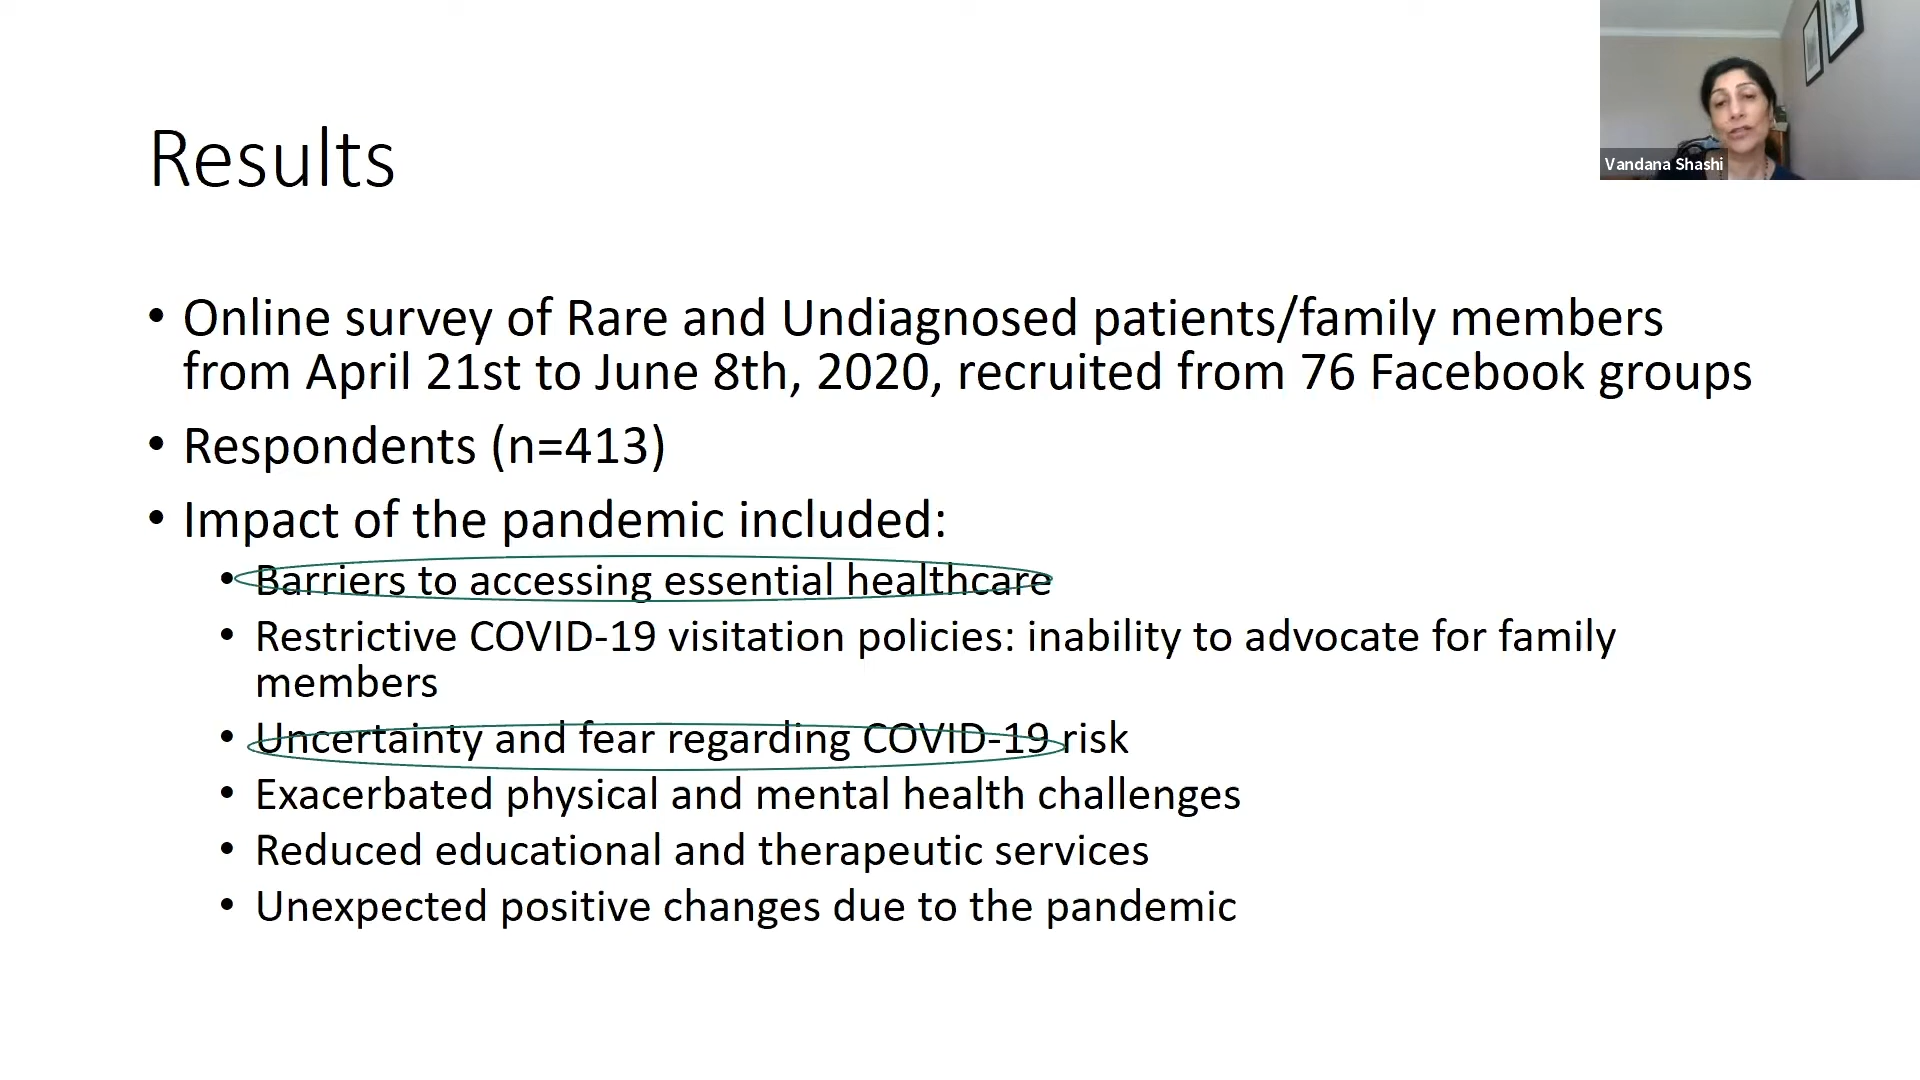 Results
Vandana Shashi
• Online survey of Rare and Undiagnosed patients/family members
from April 21st to June 8th, 2020, recruited from 76 Facebook groups
• Respondents (n=413)
• Impact of the pandemic included:
• Barriers to accessing essential healthcare
• Restrictive COVID-19 visitation policies: inability to advocate for family
members
• Uncertainty and fear regarding COVID-19 risk
• Exacerbated physical and mental health challenges
• Reduced educational and therapeutic services
• Unexpected positive changes due to the pandemic